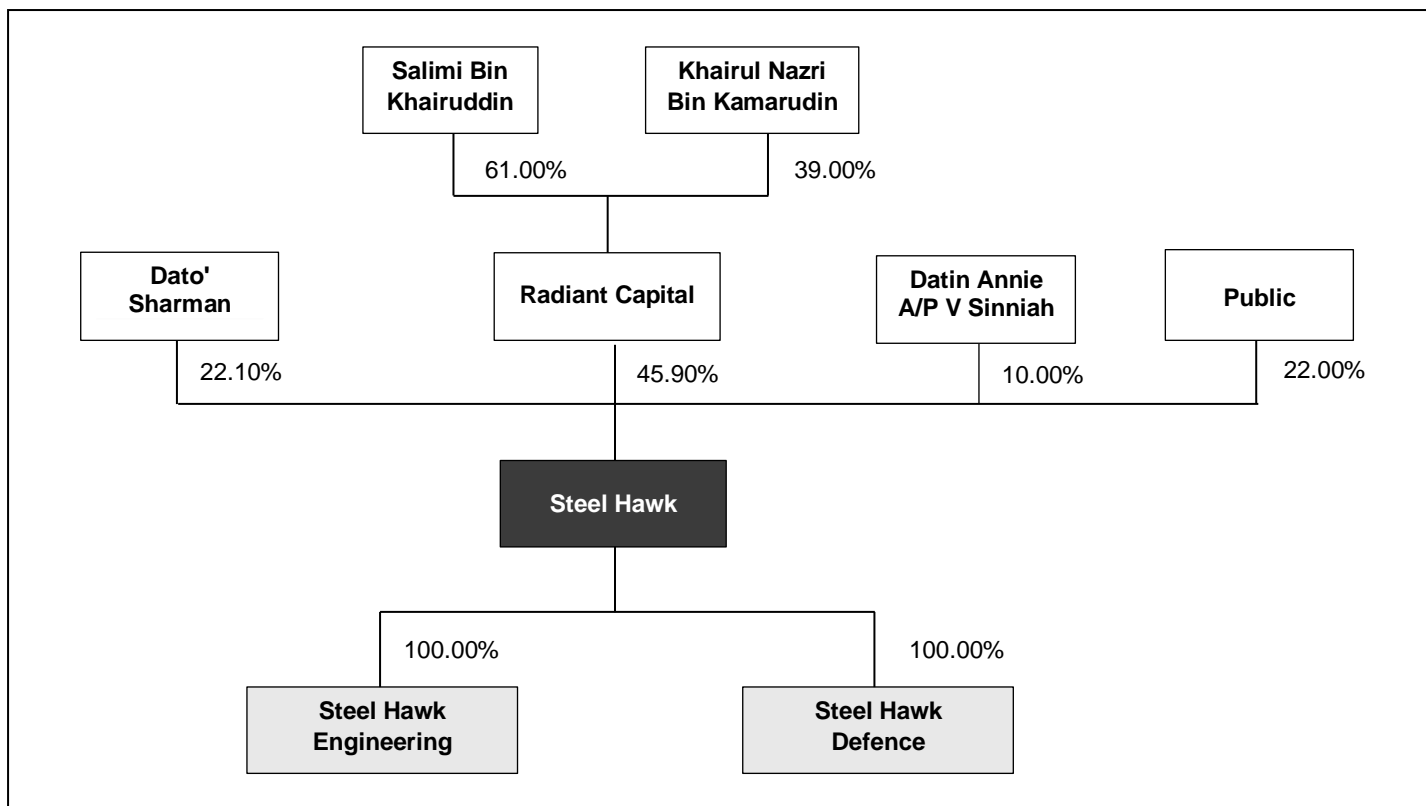 Salimi Bin
Khairuddin
Khairul Nazri
Bin Kamarudin
61.00%
39.00%
Dato'
Sharman
Radiant Capital
Datin Annie
A/P V Sinniah
Public
22.10%
45.90%
10.00%
22.00%
Steel Hawk
100.00%
100.00%
Steel Hawk
Engineering
Steel Hawk
Defence